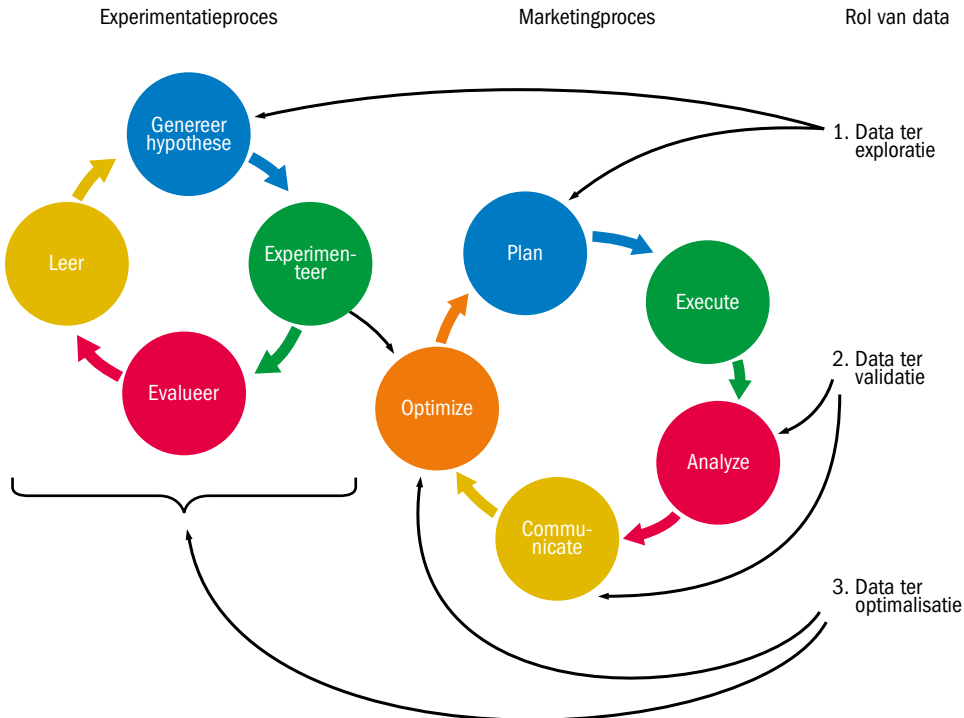 Experimentatieproces
Marketingproces
Rol van data
Genereer
hypothese
Experimen-
teer
Evalueer
Leer
Plan
Execute
Analyze
Commu-
nicate
Optimize
1. Data ter
exploratie
2. Data ter
validatie
3. Data ter
optimalisatie